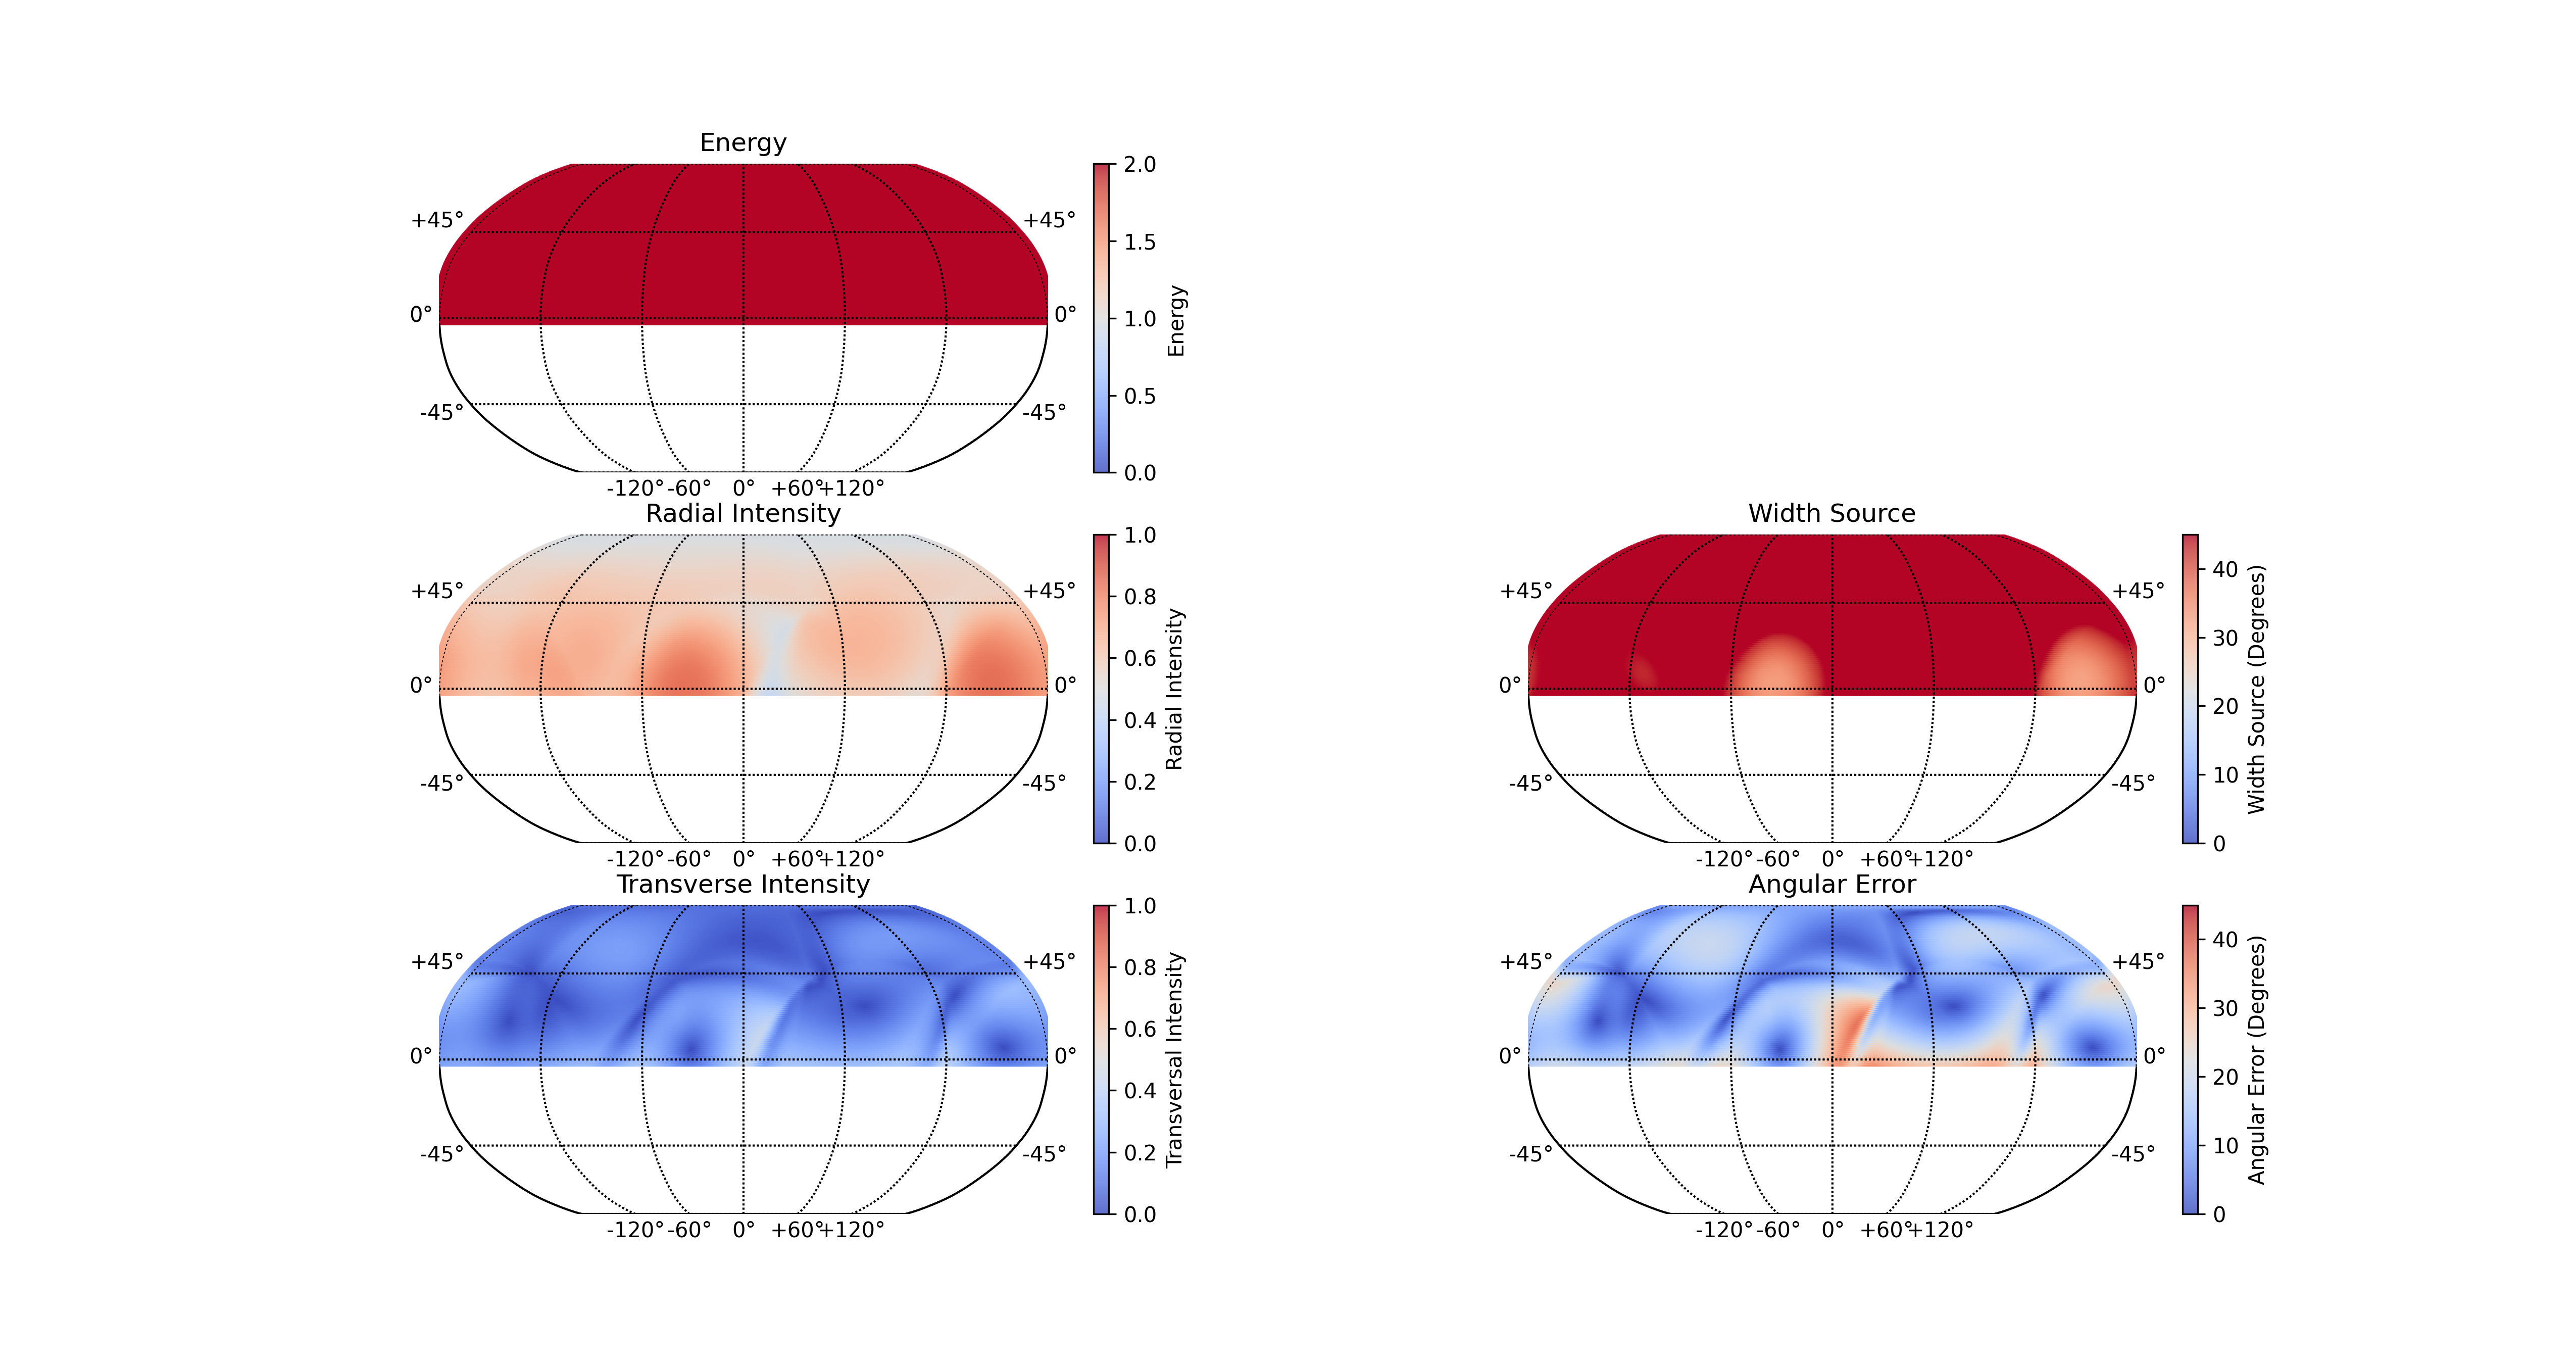 Energy
+45° +45°
0° 0°
-45° -45°
-120° -60° 0° +60° +120°
2.0
1.5
1.0
0.5
0.0
Energy
Radial Intensity
+45° +45°
0° 0°
-45° -45°
-120° -60° 0° +60° +120°
1.0
0.8
0.6
0.4
0.2
0.0
Radial Intensity
Width Source
+45° +45°
0° 0°
-45° -45°
-120° -60° 0° +60° +120°
40
30
20
10
0
Width Source (Degrees)
Transverse Intensity
+45° +45°
0° 0°
-45° -45°
-120° -60° 0° +60° +120°
1.0
0.8
0.6
0.4
0.2
0.0
Transversal Intensity
Angular Error
+45° +45°
0° 0°
-45° -45°
-120° -60° 0° +60° +120°
40
30
20
10
0
Angular Error (Degrees)